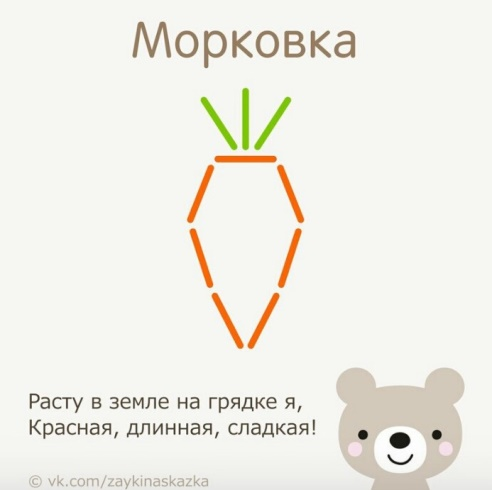 Морковка
Расту в земле на грядке я,
Красная, длинная, сладкая!
© vk.com/zaykinaskazka